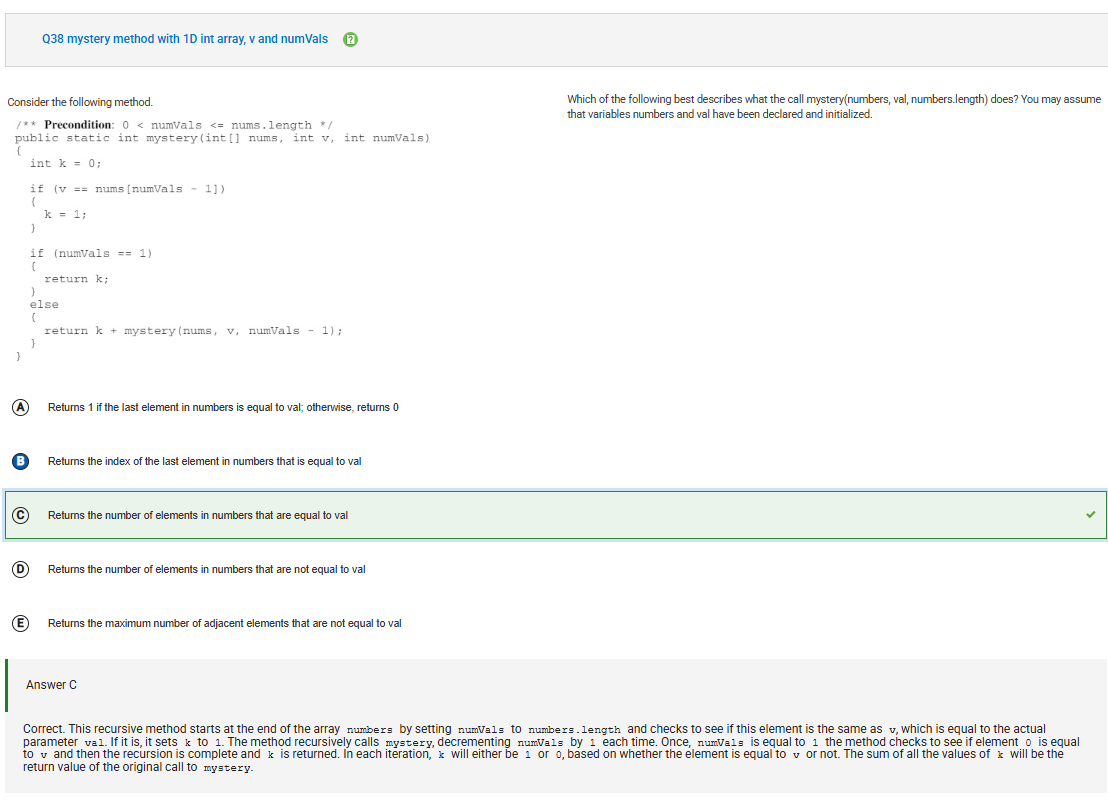 Q38 mystery method with 1D int array, v and numVals
Consider the following method.
/** Precondition: 0 < numVals <= nums.length */
public static int mystery(int[] nums, int v, int numVals)
{
int k = 0;
if (v == nums[numVals - 1])
{
k = 1;
}
if (numVals == 1)
{
return k;
}
else
{
return k + mystery(nums, v, numVals - 1);
}
}
Which of the following best describes what the call mystery(numbers, val, numbers.length) does? You may assume
that variables numbers and val have been declared and initialized.
A Returns 1 if the last element in numbers is equal to val; otherwise, returns 0
B Returns the index of the last element in numbers that is equal to val
C Returns the number of elements in numbers that are equal to val
D Returns the number of elements in numbers that are not equal to val
E Returns the maximum number of adjacent elements that are not equal to val
Answer C
Correct. This recursive method starts at the end of the array numbers by setting numVals to numbers.length and checks to see if this element is the same as v, which is equal to the actual
parameter val. If it is, it sets k to 1. The method recursively calls mystery, decrementing numVals by 1 each time. Once, numVals is equal to 1 the method checks to see if element 0 is equal
to v and then the recursion is complete and k is returned. In each iteration, k will either be 1 or 0, based on whether the element is equal to v or not. The sum of all the values of k will be the
return value of the original call to mystery.